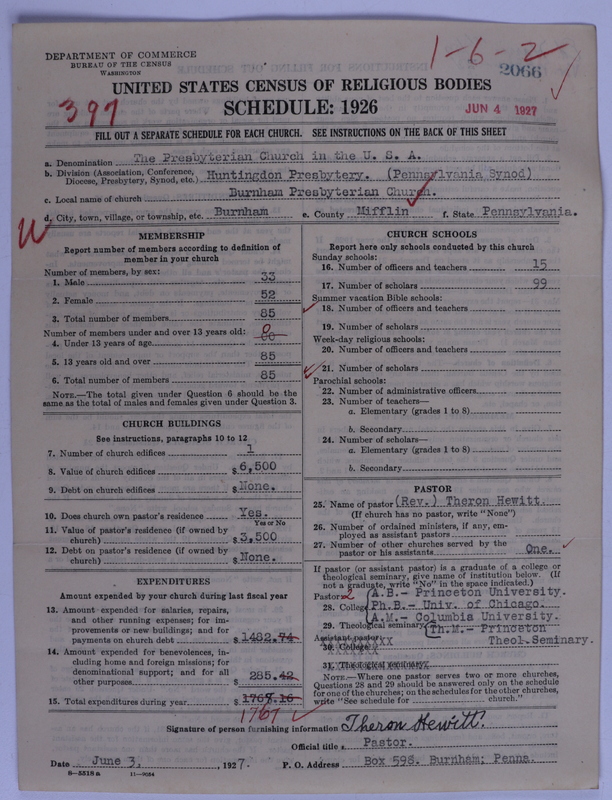 DEPARTMENT OF COMMERCE
BUREAU OF THE CENSUS
WASHINGTON
1-6-2
2066
UNITED STATES CENSUS OF RELIGIOUS BODIES
397
SCHEDULE: 1926
JUN 4 1927
FILL OUT A SEPARATE SCHEDULE FOR EACH CHURCH. SEE INSTRUCTIONS ON THE BACK OF THIS SHEET
a. Denomination The Presbyterian Church in the U. S. A.
b. Division (Association, Conference, Diocese, Presbytery, Synod, etc.) Huntingdon Presbytery. (Pennsylvania Synod)
c. Local name of church Burnham Presbyterian Church.
d. City, town, village, or township, etc. Burnham e. County Mifflin f. State Pennsylvania.
MEMBERSHIP
Report number of members according to definition of
member in your church
Number of members, by sex:
1. Male 33
2. Female 52
3. Total number of members 85
Number of members under and over 13 years old:
4. Under 13 years of age 0
5. 13 years old and over 85
6. Total number of members 85
NOTE.—The total given under Question 6 should be the
same as the total of males and females given under Question 3.
CHURCH BUILDINGS
See instructions, paragraphs 10 to 12
7. Number of church edifices 1
8. Value of church edifices $6,500
9. Debt on church edifices $None.
10. Does church own pastor's residence Yes.
Yes or No
11. Value of pastor's residence (if owned by
church) $3,500
12. Debt on pastor's residence (if owned by
church) $None.
EXPENDITURES
Amount expended by your church during last fiscal year
13. Amount expended for salaries, repairs,
and other running expenses; for im-
provements or new buildings; and for
payments on church debt $1482.74
14. Amount expended for benevolences, in-
cluding home and foreign missions; for
denominational support; and for all
other purposes $285.42
15. Total expenditures during year $1768.16
1767
CHURCH SCHOOLS
Report here only schools conducted by this church
Sunday schools:
16. Number of officers and teachers 15
17. Number of scholars 99
Summer vacation Bible schools:
18. Number of officers and teachers
19. Number of scholars
Week-day religious schools:
20. Number of officers and teachers
21. Number of scholars
Parochial schools:
22. Number of administrative officers
23. Number of teachers—
a. Elementary (grades 1 to 8)
b. Secondary
24. Number of scholars—
a. Elementary (grades 1 to 8)
b. Secondary
PASTOR
25. Name of pastor (Rev.) Theron Hewitt.
(If church has no pastor, write "None")
26. Number of ordained ministers, if any, em-
ployed as assistant pastors
27. Number of other churches served by the
pastor or his assistants One.
If pastor (or assistant pastor) is a graduate of a college or
theological seminary, give name of institution below. (If
not a graduate, write "No" in the space indicated.)
Pastor: 2 (A.B.- Princeton University.
28. College (Ph.B.- Univ. of Chicago.
(A.M.- Columbia University.
29. Theological seminary (Th.M.- Princeton
Assistant pastor Theol.Seminary.
30. College
31. Theological seminary
NOTE.—Where one pastor serves two or more churches,
Questions 28 and 29 should be answered only on the schedule
for one of the churches; on the schedules for the other churches,
write "See schedule for church."
Signature of person furnishing information Theron Hewitt.
Official title Pastor.
Date June 3, 1927. P. O. Address Box 598. Burnham: Penna.
8-5518 a 11-9064